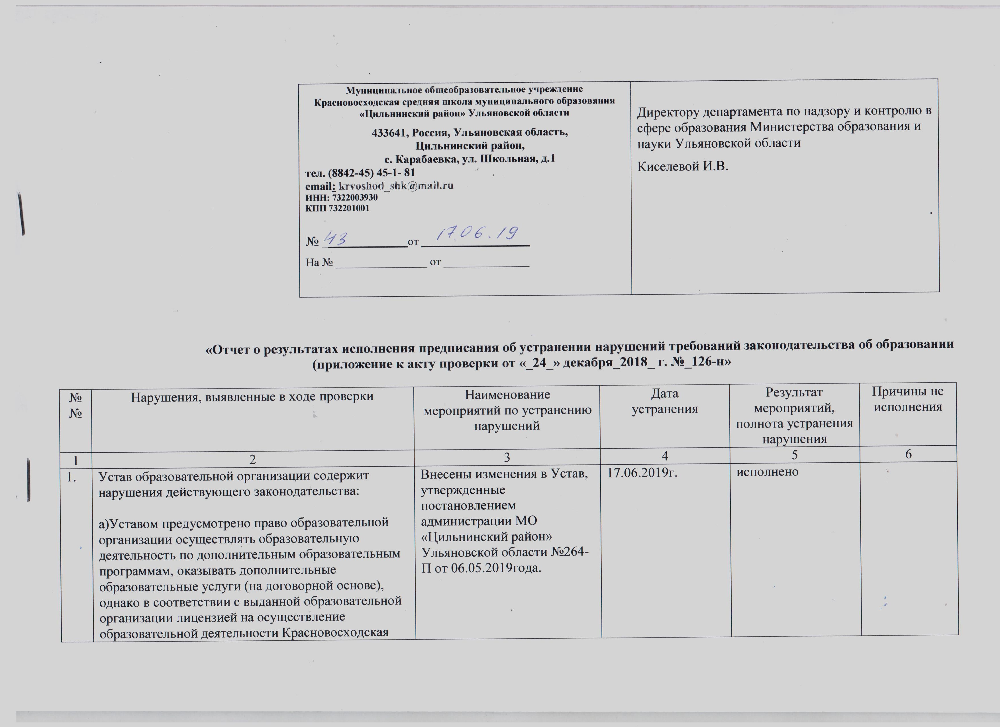 Муниципальное общеобразовательное учреждение
Красновосходская средняя школа муниципального образования
«Цильнинский район» Ульяновской области
433641, Россия, Ульяновская область,
Цильнинский район,
с. Карабаевка, ул. Школьная, д.1
тел. (8842-45) 45-1- 81
email: krvoshod_shk@mail.ru
ИНН: 7322003930
КПП 732201001
№ 43 от 17.06.19
На № ________ от ________
Директору департамента по надзору и контролю в
сфере образования Министерства образования и
науки Ульяновской области
Киселевой И.В.
«Отчет о результатах исполнения предписания об устранении нарушений требований законодательства об образовании
(приложение к акту проверки от «_24_» декабря_2018_ г. №_126-н»
№
№
Нарушения, выявленные в ходе проверки
Наименование
мероприятий по устранению
нарушений
Дата
устранения
Результат
мероприятий,
полнота устранения
нарушения
Причины не
исполнения
1 2 3 4 5 6
1.
Устав образовательной организации содержит
нарушения действующего законодательства:
а)Уставом предусмотрено право образовательной
организации осуществлять образовательную
деятельность по дополнительным образовательным
программам, оказывать дополнительные
образовательные услуги (на договорной основе),
однако в соответствии с выданной образовательной
организации лицензией на осуществление
образовательной деятельности Красновосходская
Внесены изменения в Устав,
утвержденные
постановлением
администрации МО
«Цильнинский район»
Ульяновской области №264-
П от 06.05.2019года.
17.06.2019г.
исполнено